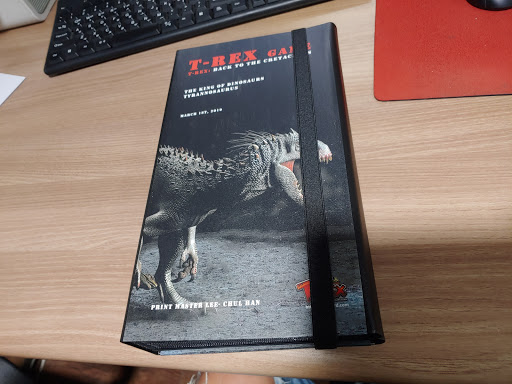 T-REX GAME
T-REX: BACK TO THE CRETAC
THE KING OF DINOSAURS
TYRANNOSAURUS
MARCH 1ST, 2019
PRINT MASTER LEE- CHUL HAN